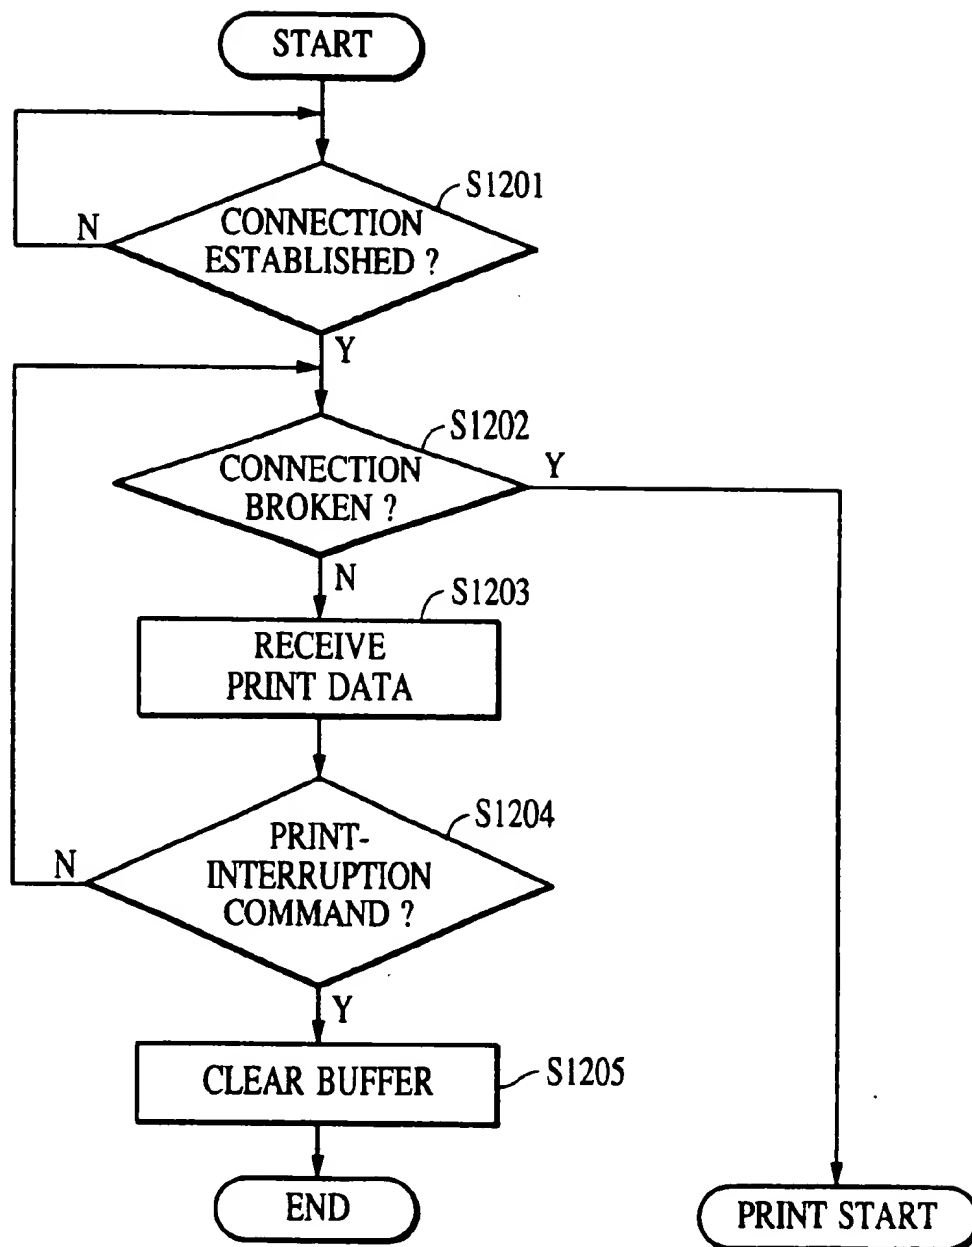 START
S1201
CONNECTION
ESTABLISHED ?
N
Y
S1202
CONNECTION
BROKEN ?
Y
N
S1203
RECEIVE
PRINT DATA
S1204
PRINT-
INTERRUPTION
COMMAND ?
N
Y
CLEAR BUFFER
S1205
END
PRINT START